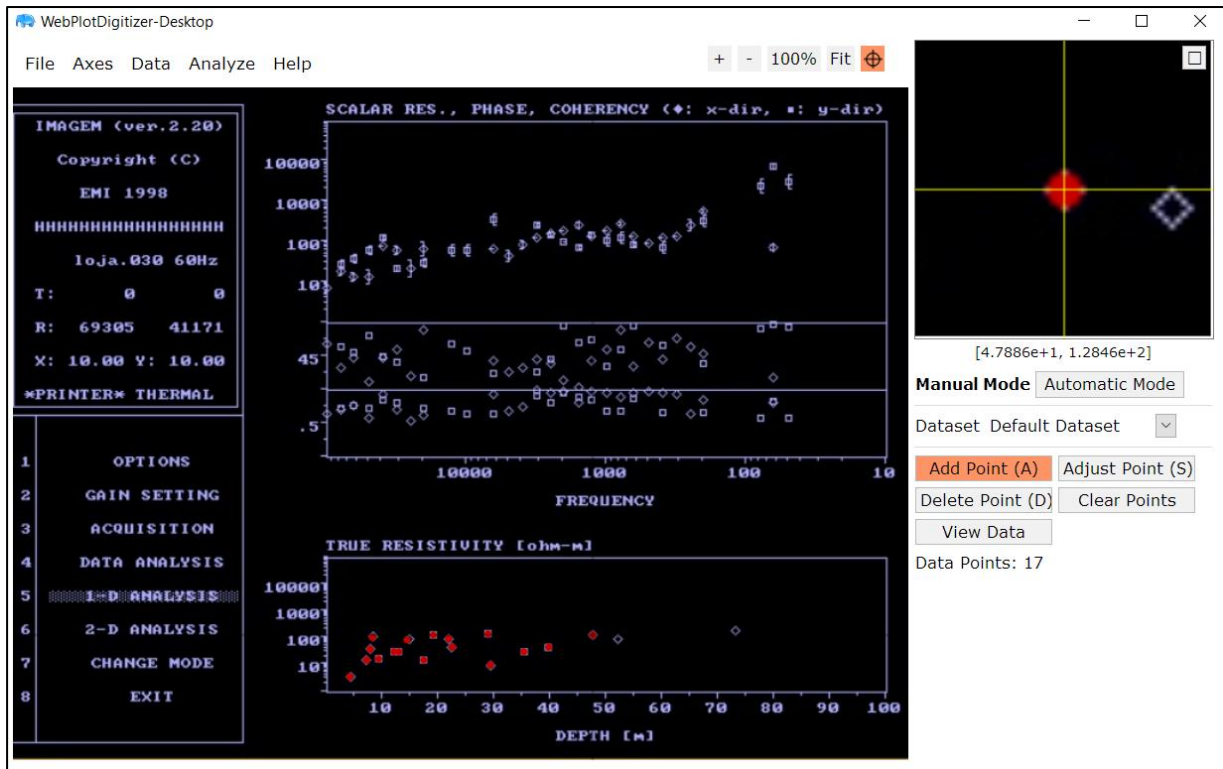 WebPlotDigitizer-Desktop
File Axes Data Analyze Help
+ - 100% Fit
IMAGEM (ver.2.20)
Copyright (C)
EMI 1998
HHHHHHHHHHHHHHHHHH
loja.030 60Hz
T: 0 0
R: 69305 41171
X: 10.00 Y: 10.00
*PRINTER* THERMAL
1 OPTIONS
2 GAIN SETTING
3 ACQUISITION
4 DATA ANALYSIS
5 1-D ANALYSIS
6 2-D ANALYSIS
7 CHANGE MODE
8 EXIT
SCALAR RES., PHASE, COHERENCY (◆: x-dir, ▪: y-dir)
10000
1000
100
10
45
.5
10000 1000 100 10
FREQUENCY
TRUE RESISTIVITY [ohm-m]
10000
1000
100
10
10 20 30 40 50 60 70 80 90 100
DEPTH [m]
[4.7886e+1, 1.2846e+2]
Manual Mode Automatic Mode
Dataset Default Dataset
Add Point (A) Adjust Point (S)
Delete Point (D) Clear Points
View Data
Data Points: 17